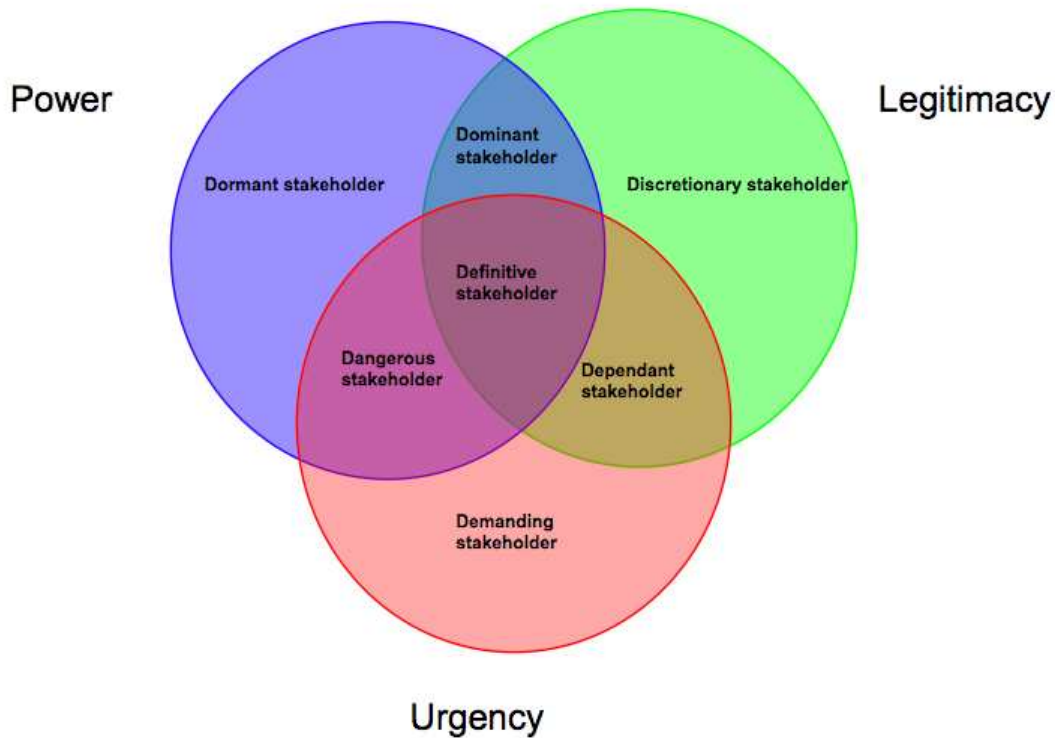 Power
Legitimacy
Dominant
stakeholder
Dormant stakeholder
Discretionary stakeholder
Definitive
stakeholder
Dangerous
stakeholder
Dependant
stakeholder
Demanding
stakeholder
Urgency